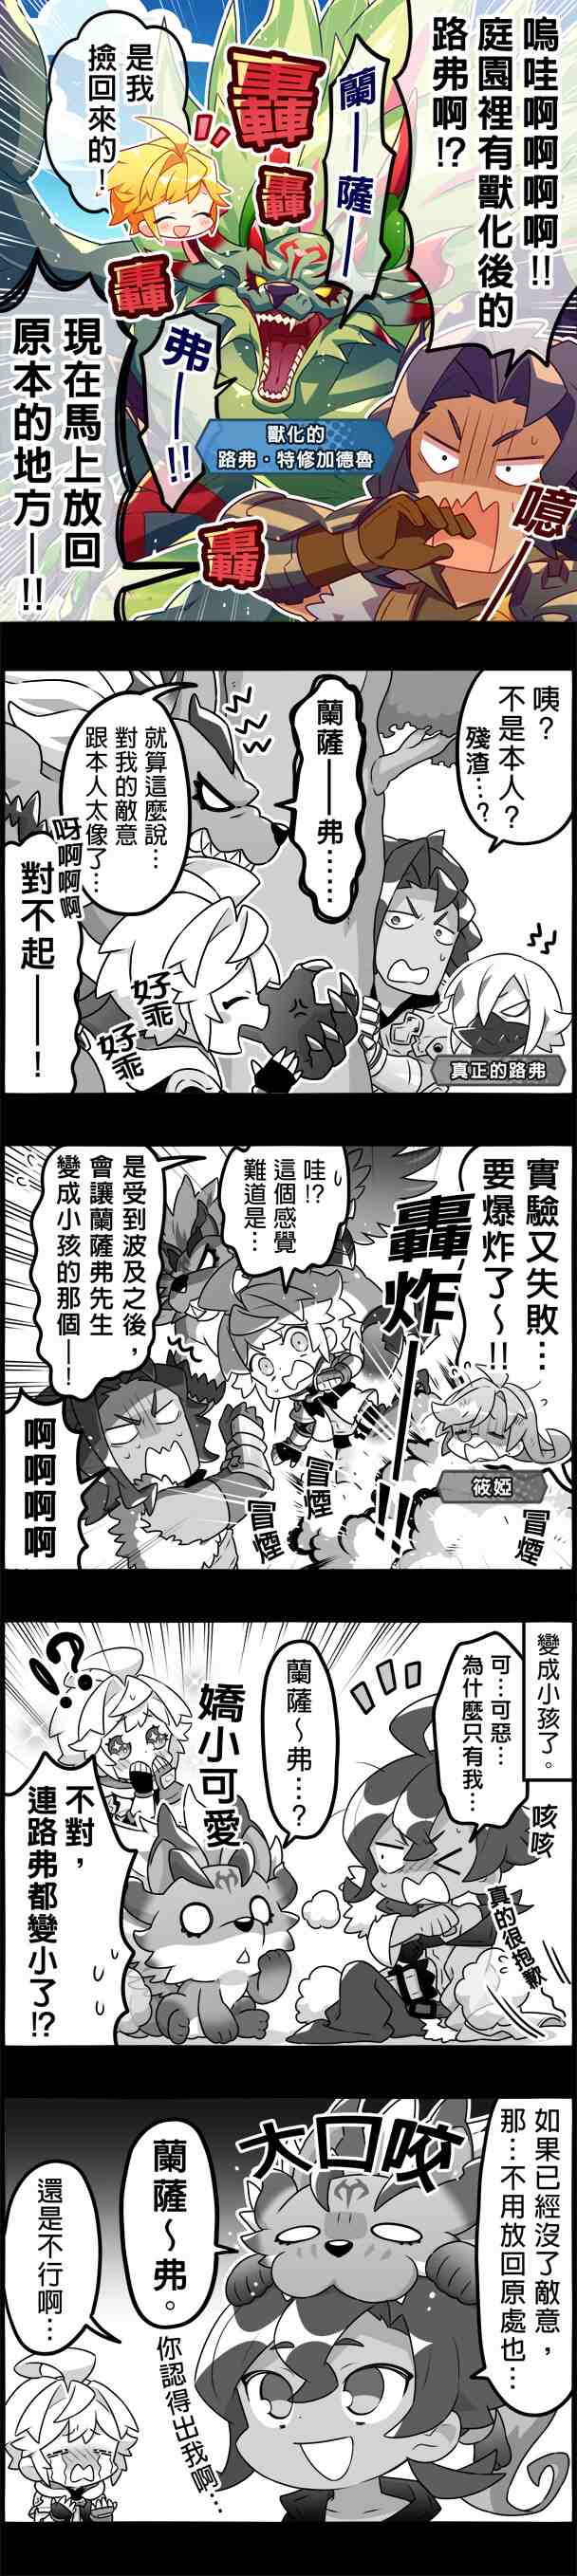 嗚哇啊啊啊啊!!
庭園裡有獸化後的
路弗啊!?
蘭—薩—
轟
轟
是我
撿回來的！
轟
弗—!!
獸化的
路弗・特修加德魯
噫—
轟
現在馬上放回
原本的地方—!!
咦？
不是本人？
殘渣…？
蘭薩——弗……
就算這麼說…
對我的敵意
跟本人太像了…
呀啊啊啊
對不起——！
好乖
好乖
真正的路弗
實驗又失敗…
要爆炸了～!!
轟炸——!!
哇!?
這個感覺
難道是…
是受到波及之後，
會讓蘭薩弗先生
變成小孩的那個—！
啊啊啊啊
筱婭
冒煙
冒煙
冒煙
變成小孩了。
可…可惡…
為什麼只有我…
咳咳
真的很抱歉
蘭薩～弗…？
嬌小可愛
!?
不對，
連路弗都變小了!?
如果已經沒了敵意，
那…不用放回原處也…
大口咬
蘭薩～弗。
你認得出我啊…
還是不行啊…